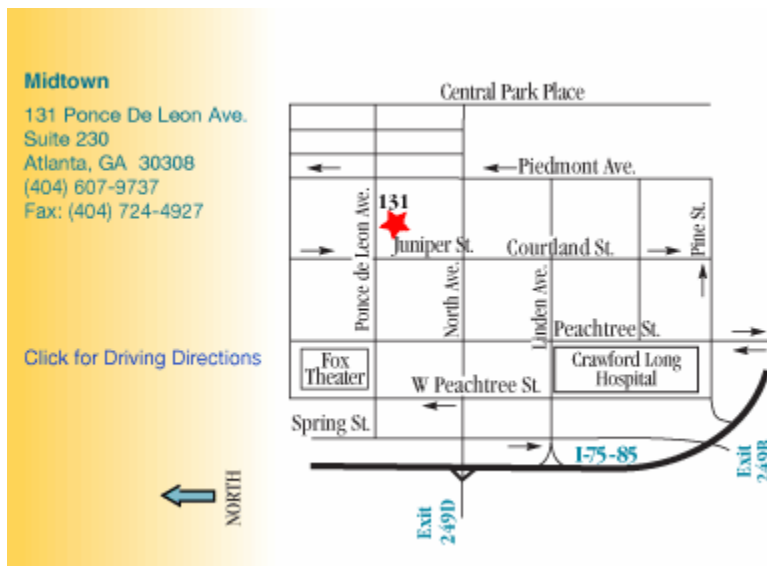 Midtown
131 Ponce De Leon Ave.
Suite 230
Atlanta, GA 30308
(404) 607-9737
Fax: (404) 724-4927
Click for Driving Directions
NORTH
Central Park Place
Piedmont Ave.
131
Ponce de Leon Ave.
Juniper St.
Courtland St.
Pine St.
North Ave.
Linden Ave.
Peachtree St.
Fox
Theater
Crawford Long
Hospital
W Peachtree St.
Spring St.
I-75-85
Exit
249B
Exit
249D